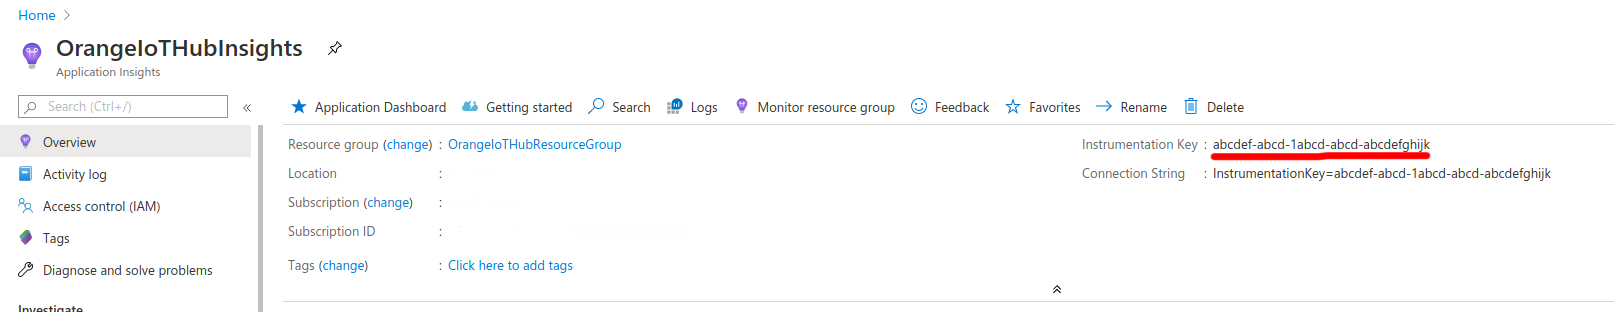 Home >
OrangeIoTHubInsights
Application Insights
Search (Ctrl+/) «
Application Dashboard Getting started Search Logs Monitor resource group Feedback Favorites Rename Delete
Overview
Activity log
Access control (IAM)
Tags
Diagnose and solve problems
Investigate
Resource group (change) : OrangeIoTHubResourceGroup
Location :
Subscription (change) :
Subscription ID :
Tags (change) : Click here to add tags
Instrumentation Key : abcdef-abcd-1abcd-abcd-abcdefghijk
Connection String : InstrumentationKey=abcdef-abcd-1abcd-abcd-abcdefghijk